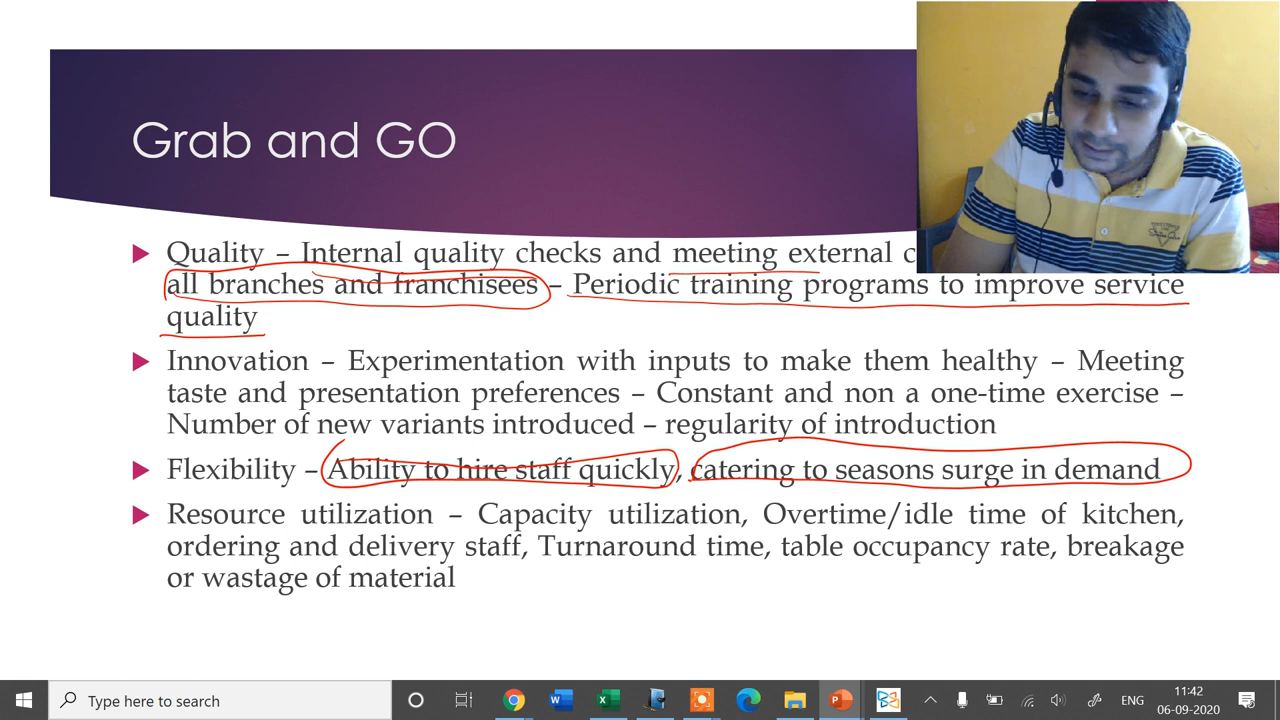 Grab and GO
Quality – Internal quality checks and meeting external
all branches and franchisees – Periodic training programs to improve service
quality
Innovation – Experimentation with inputs to make them healthy – Meeting
taste and presentation preferences – Constant and non a one-time exercise –
Number of new variants introduced – regularity of introduction
Flexibility – Ability to hire staff quickly, catering to seasons surge in demand
Resource utilization – Capacity utilization, Overtime/idle time of kitchen,
ordering and delivery staff, Turnaround time, table occupancy rate, breakage
or wastage of material
Type here to search
ENG
11:42
06-09-2020